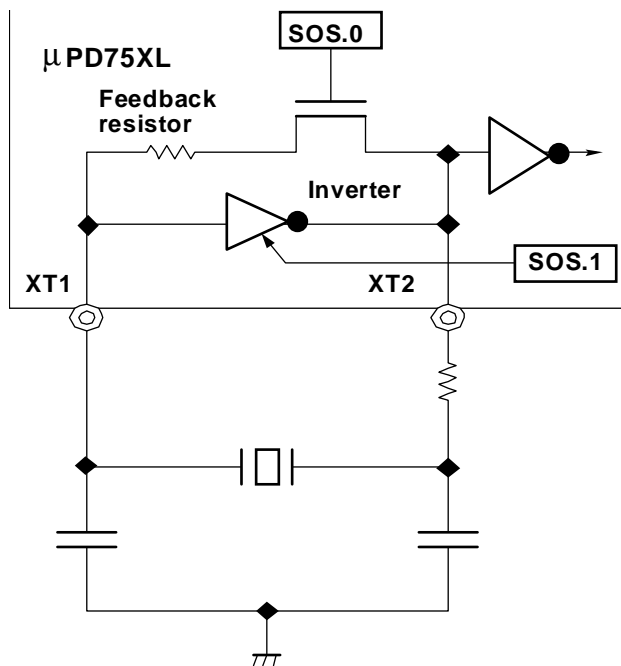 SOS.0
μPD75XL
Feedback
resistor
Inverter
SOS.1
XT1
XT2